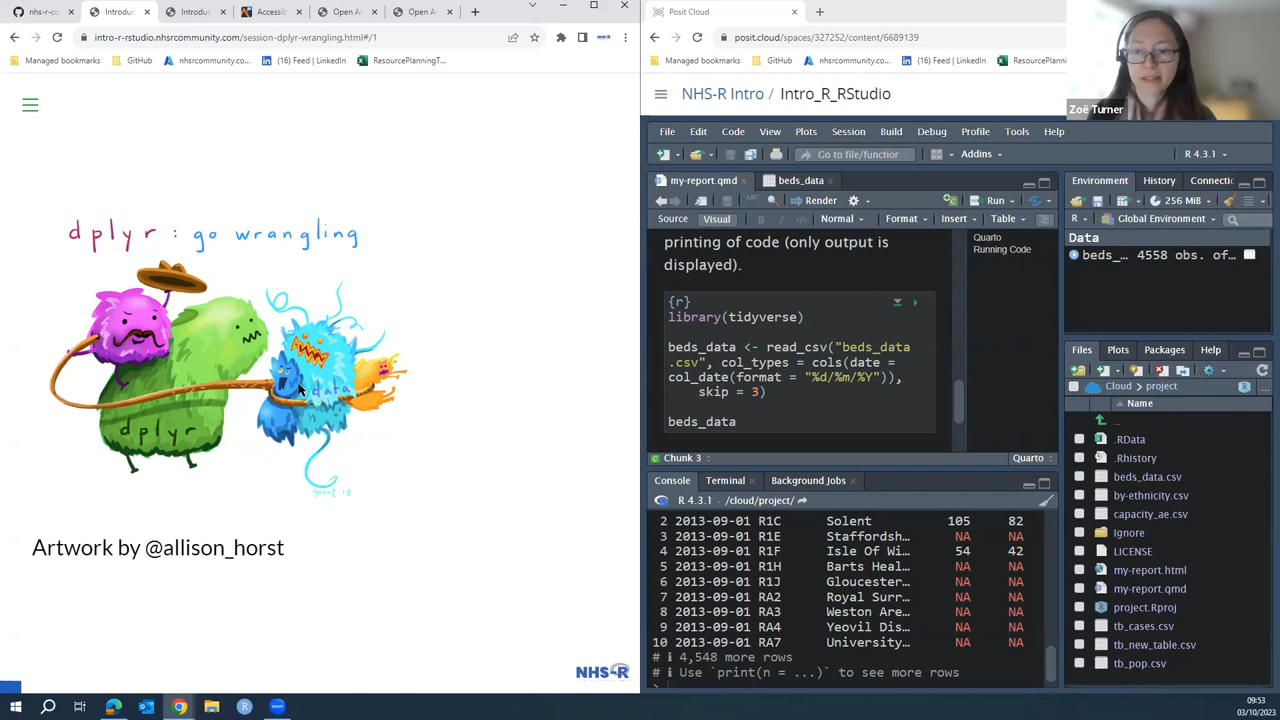 nhs-r-cc
Introduc
Introduc
Accessib
Open Ar
Open Ar
intro-r-rstudio.nhsrcommunity.com/session-dplyr-wrangling.html#/1
Managed bookmarks
GitHub
nhsrcommunity.com/...
(16) Feed | LinkedIn
ResourcePlanningT...
dplyr: go wrangling
data
dplyr
Artwork by @allison_horst
NHS-R
Posit Cloud
posit.cloud/spaces/327252/content/6689139
Managed bookmarks
GitHub
nhsrcommunity.com/...
(16) Feed | LinkedIn
Resou
NHS-R Intro / Intro_R_RStudio
Zoë Turner
File Edit Code View Plots Session Build Debug Profile Tools Help
Go to file/function
Addins
R 4.3.1
my-report.qmd
beds_data
Render
Run
Source Visual Normal Format Insert Table
printing of code (only output is
displayed).
{r}
library(tidyverse)
beds_data <- read_csv("beds_data
.csv", col_types = cols(date =
col_date(format = "%d/%m/%Y")),
skip = 3)
beds_data
Quarto
Running Code
Chunk 3
Quarto
Console Terminal Background Jobs
R 4.3.1 . /cloud/project/
2 2013-09-01 R1C Solent 105 82
3 2013-09-01 R1E Staffordsh… NA NA
4 2013-09-01 R1F Isle Of Wi… 54 42
5 2013-09-01 R1H Barts Heal… NA NA
6 2013-09-01 R1J Gloucester… NA NA
7 2013-09-01 RA2 Royal Surr… NA NA
8 2013-09-01 RA3 Weston Are… NA NA
9 2013-09-01 RA4 Yeovil Dis… NA NA
10 2013-09-01 RA7 University… NA NA
# ℹ 4,548 more rows
# ℹ Use `print(n = ...)` to see more rows
Environment History Connectic
256 MiB
R Global Environment
Data
beds_… 4558 obs. of…
Files Plots Packages Help
Cloud project
Name
..
.RData
.Rhistory
beds_data.csv
by-ethnicity.csv
capacity_ae.csv
Ignore
LICENSE
my-report.html
my-report.qmd
project.Rproj
tb_cases.csv
tb_new_table.csv
tb_pop.csv
09:53
03/10/2023